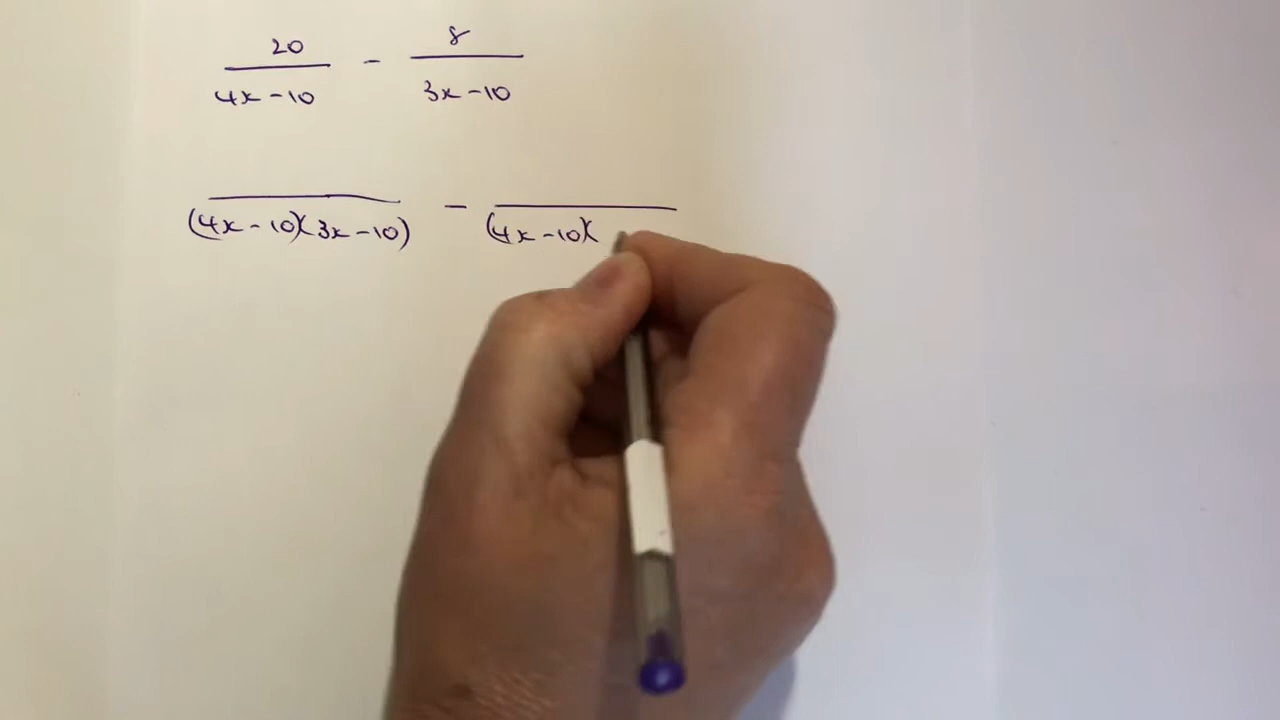 20/(4x-10) - 8/(3x-10)
/(4x-10)(3x-10) - /(4x-10)(